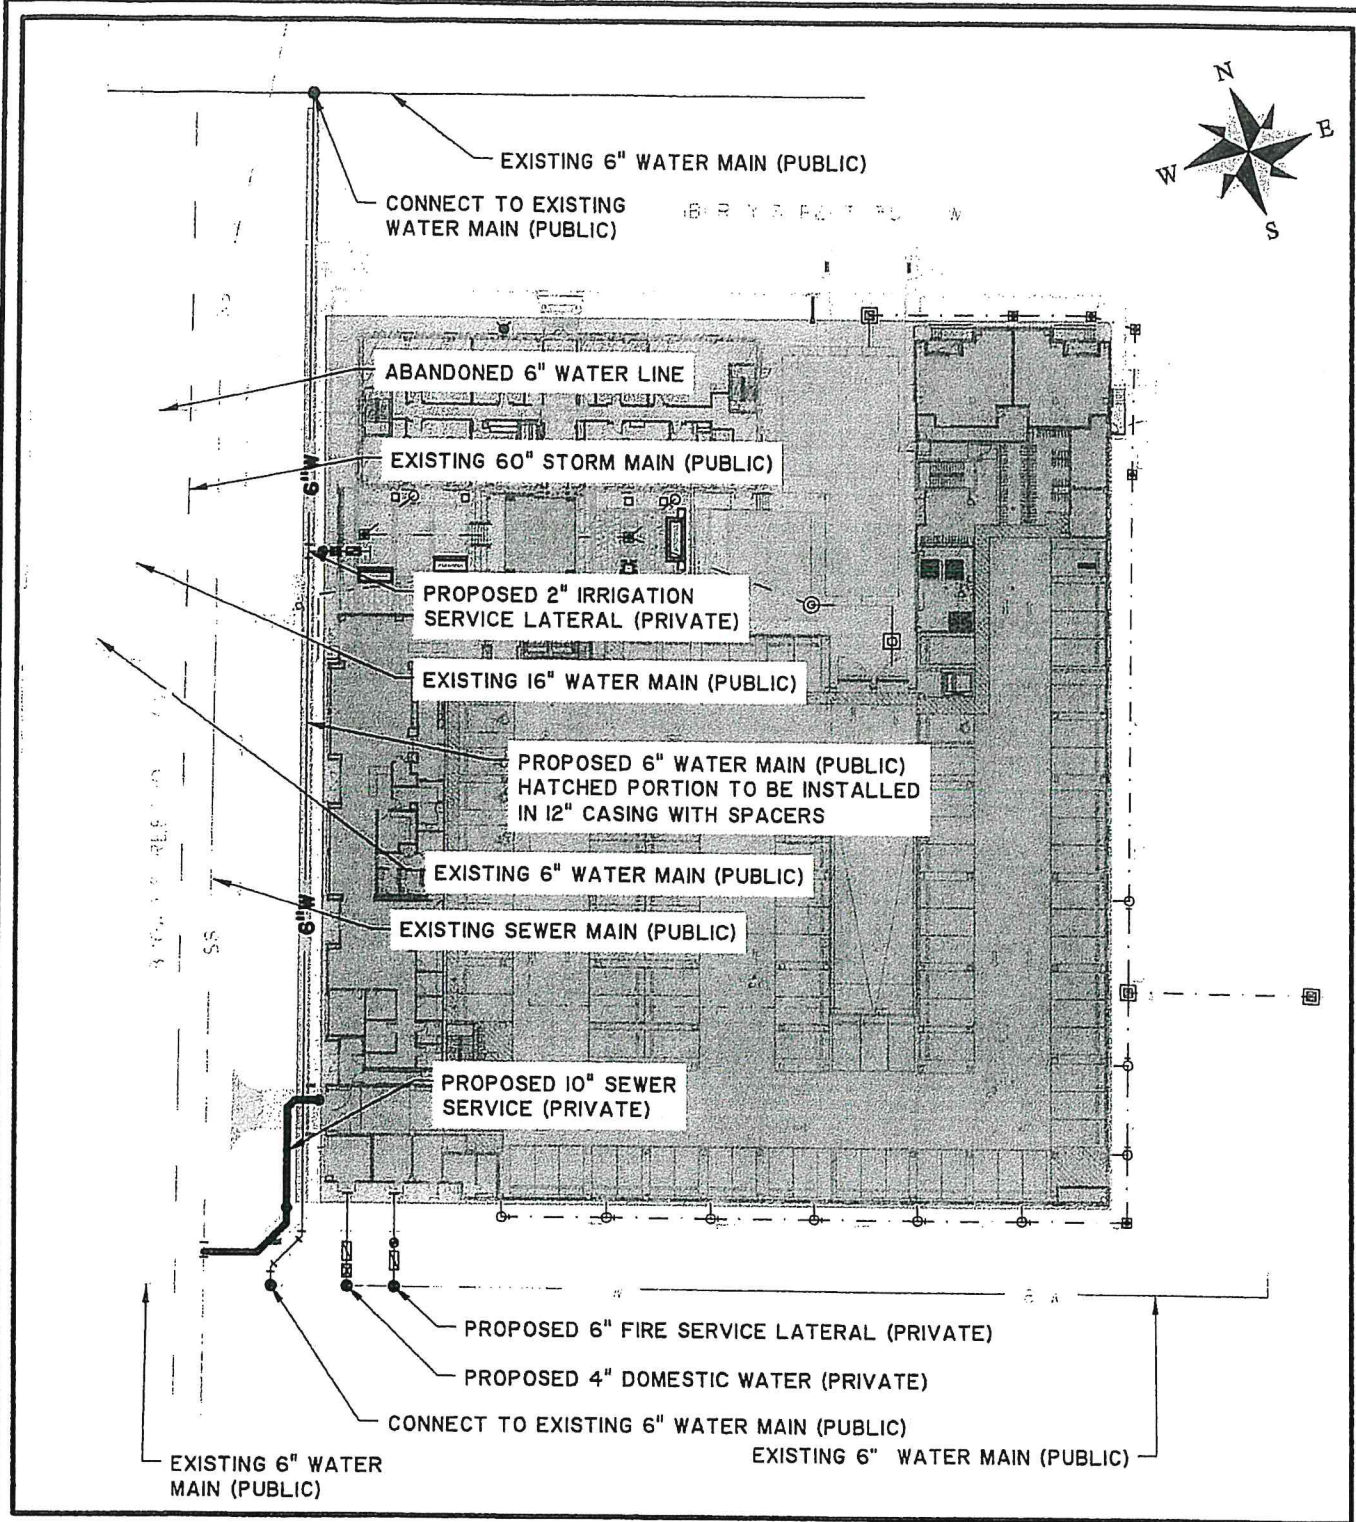 N
E
W
S
EXISTING 6" WATER MAIN (PUBLIC)
CONNECT TO EXISTING
WATER MAIN (PUBLIC)
ABANDONED 6" WATER LINE
EXISTING 60" STORM MAIN (PUBLIC)
6"W
PROPOSED 2" IRRIGATION
SERVICE LATERAL (PRIVATE)
EXISTING 16" WATER MAIN (PUBLIC)
PROPOSED 6" WATER MAIN (PUBLIC)
HATCHED PORTION TO BE INSTALLED
IN 12" CASING WITH SPACERS
EXISTING 6" WATER MAIN (PUBLIC)
6"W
EXISTING SEWER MAIN (PUBLIC)
SS
PROPOSED 10" SEWER
SERVICE (PRIVATE)
PROPOSED 6" FIRE SERVICE LATERAL (PRIVATE)
PROPOSED 4" DOMESTIC WATER (PRIVATE)
CONNECT TO EXISTING 6" WATER MAIN (PUBLIC)
EXISTING 6" WATER MAIN (PUBLIC)
EXISTING 6" WATER
MAIN (PUBLIC)